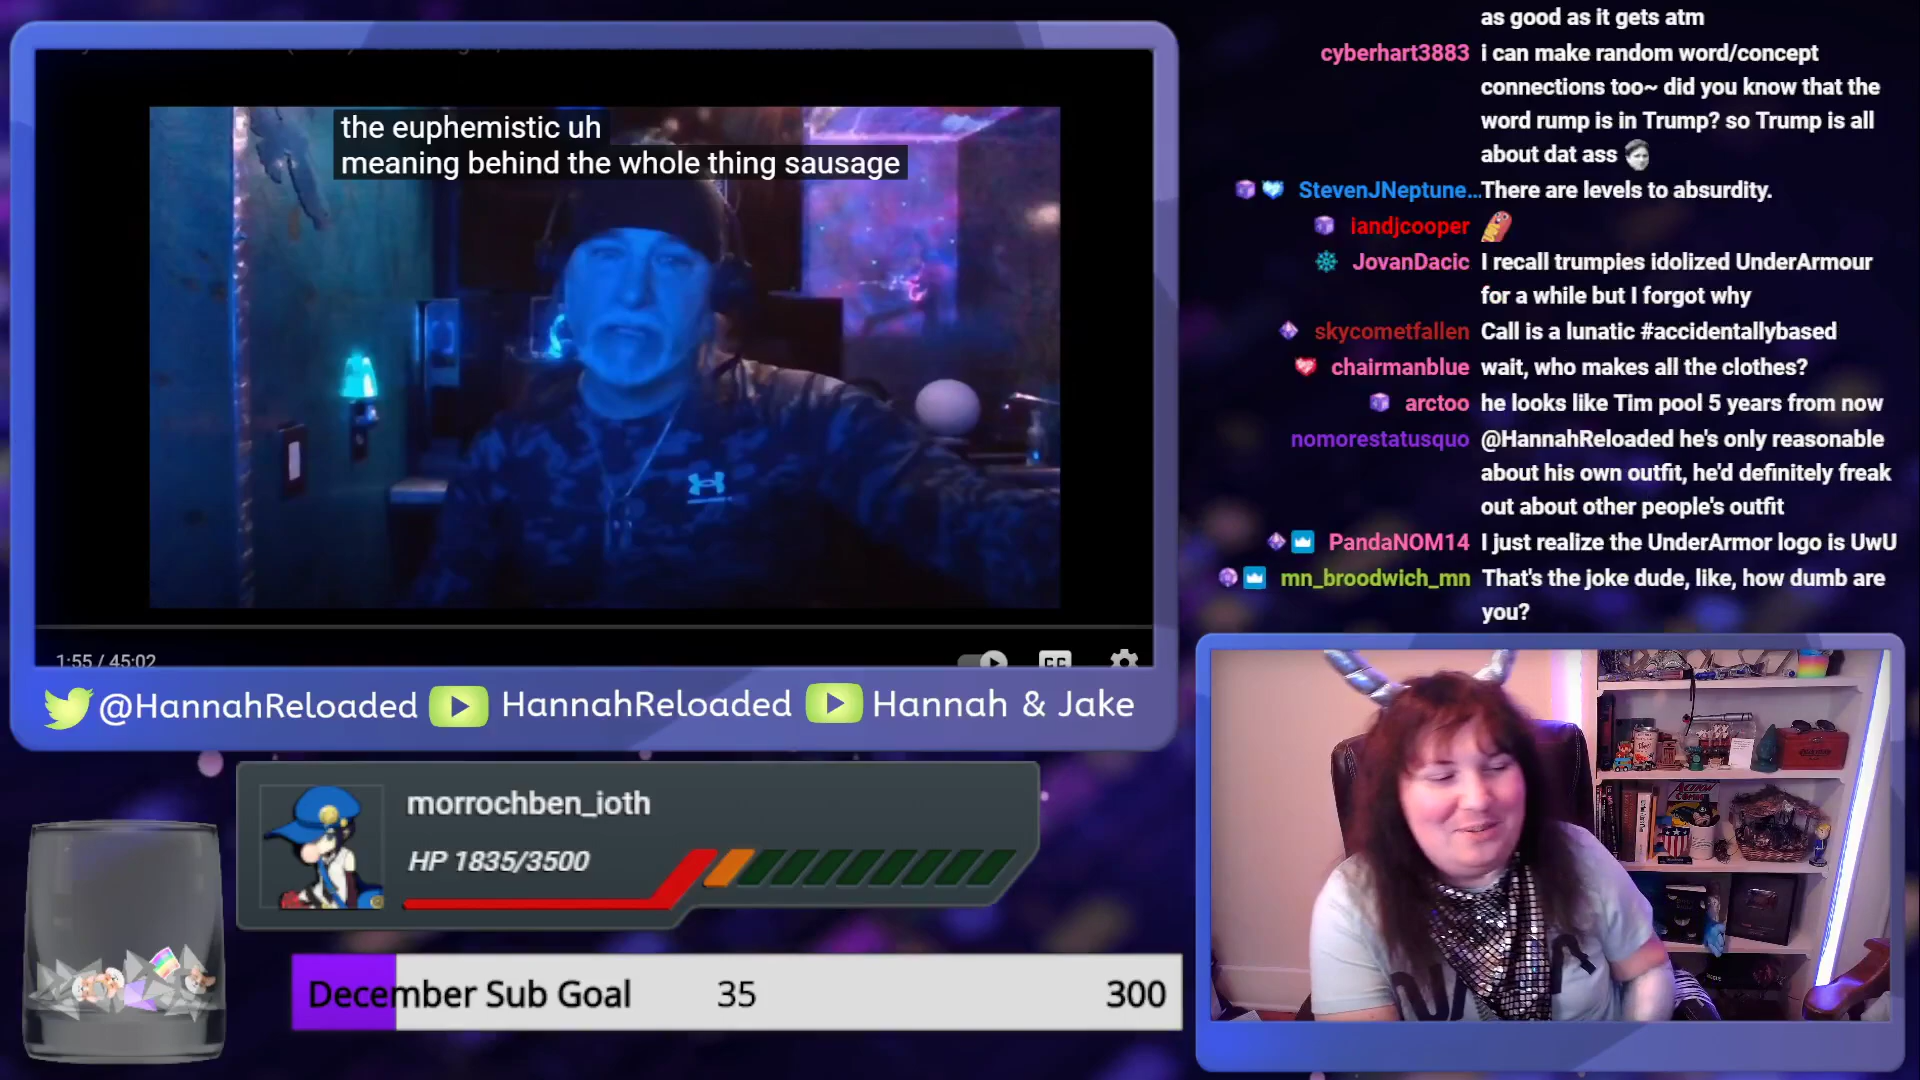 the euphemistic uh
meaning behind the whole thing sausage
1:55 / 45:02
CC
@HannahReloaded HannahReloaded Hannah & Jake
morrochben_ioth
HP 1835/3500
December Sub Goal 35 300
as good as it gets atm
cyberhart3883 i can make random word/concept
connections too~ did you know that the
word rump is in Trump? so Trump is all
about dat ass
StevenJNeptune... There are levels to absurdity.
iandjcooper
JovanDacic I recall trumpies idolized UnderArmour
for a while but I forgot why
skycometfallen Call is a lunatic #accidentallybased
chairmanblue wait, who makes all the clothes?
arctoo he looks like Tim pool 5 years from now
nomorestatusquo @HannahReloaded he's only reasonable
about his own outfit, he'd definitely freak
out about other people's outfit
PandaNOM14 I just realize the UnderArmor logo is UwU
mn_broodwich_mn That's the joke dude, like, how dumb are
you?
ACTION